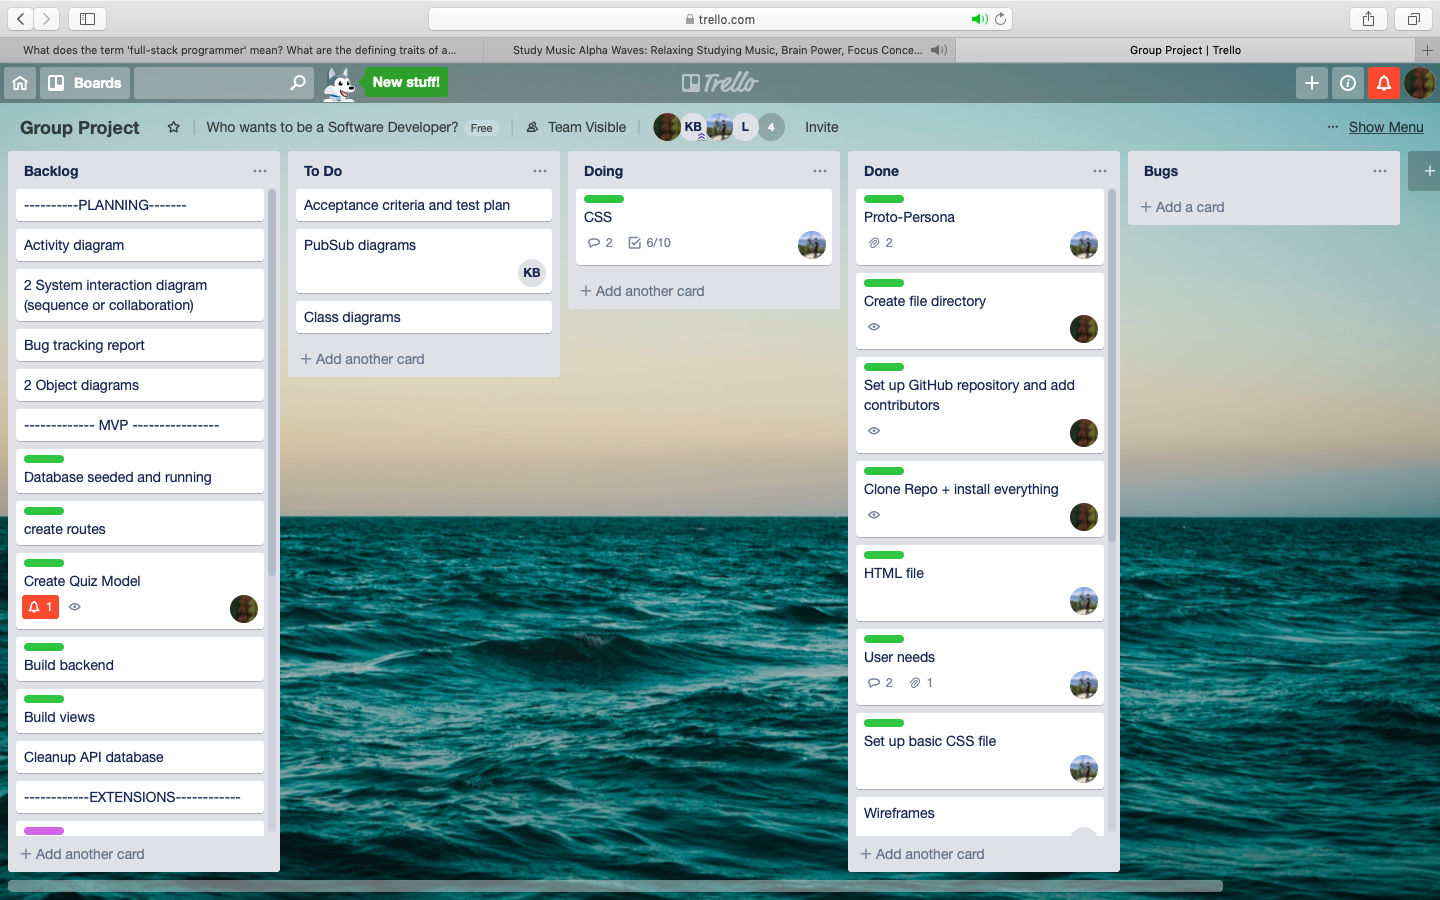 trello.com
What does the term 'full-stack programmer' mean? What are the defining traits of a...
Study Music Alpha Waves: Relaxing Studying Music, Brain Power, Focus Conce...
Group Project | Trello
Boards
New stuff!
Trello
Group Project
Who wants to be a Software Developer?
Free
Team Visible
KB
L
4
Invite
Show Menu
Backlog
----------PLANNING-------
Activity diagram
2 System interaction diagram
(sequence or collaboration)
Bug tracking report
2 Object diagrams
------------- MVP ----------------
Database seeded and running
create routes
Create Quiz Model
1
Build backend
Build views
Cleanup API database
------------EXTENSIONS------------
+ Add another card
To Do
Acceptance criteria and test plan
PubSub diagrams
KB
Class diagrams
+ Add another card
Doing
CSS
2
6/10
+ Add another card
Done
Proto-Persona
2
Create file directory
Set up GitHub repository and add
contributors
Clone Repo + install everything
HTML file
User needs
2
1
Set up basic CSS file
Wireframes
+ Add another card
Bugs
+ Add a card